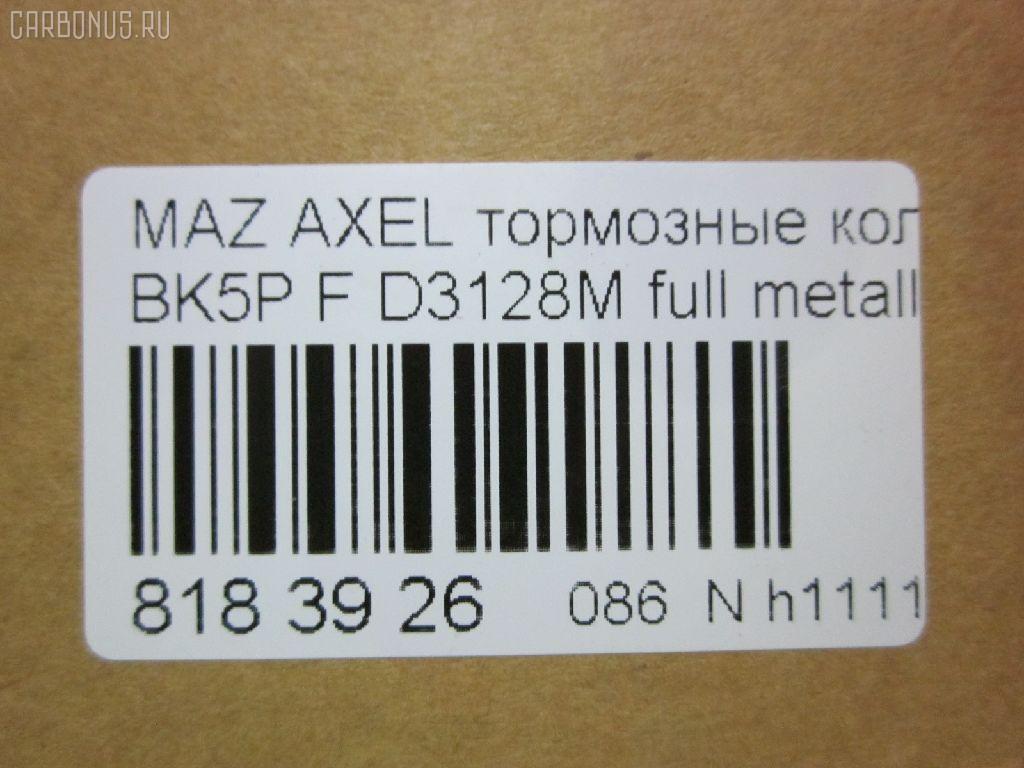 CARBONUS.RU
MAZ AXEL тормозные кол
BK5P F D3128M full metall
818 39 26 086 N h1111